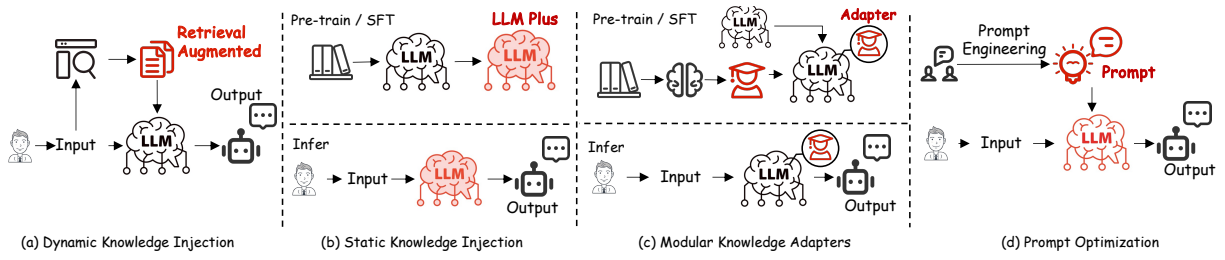 Retrieval
Augmented
Output
LLM
Input
(a) Dynamic Knowledge Injection
Pre-train / SFT
LLM Plus
LLM
LLM
Infer
Input
LLM
Output
(b) Static Knowledge Injection
Pre-train / SFT
LLM
Adapter
LLM
Infer
Input
LLM
Output
(c) Modular Knowledge Adapters
Prompt
Engineering
Prompt
Input
LLM
Output
(d) Prompt Optimization